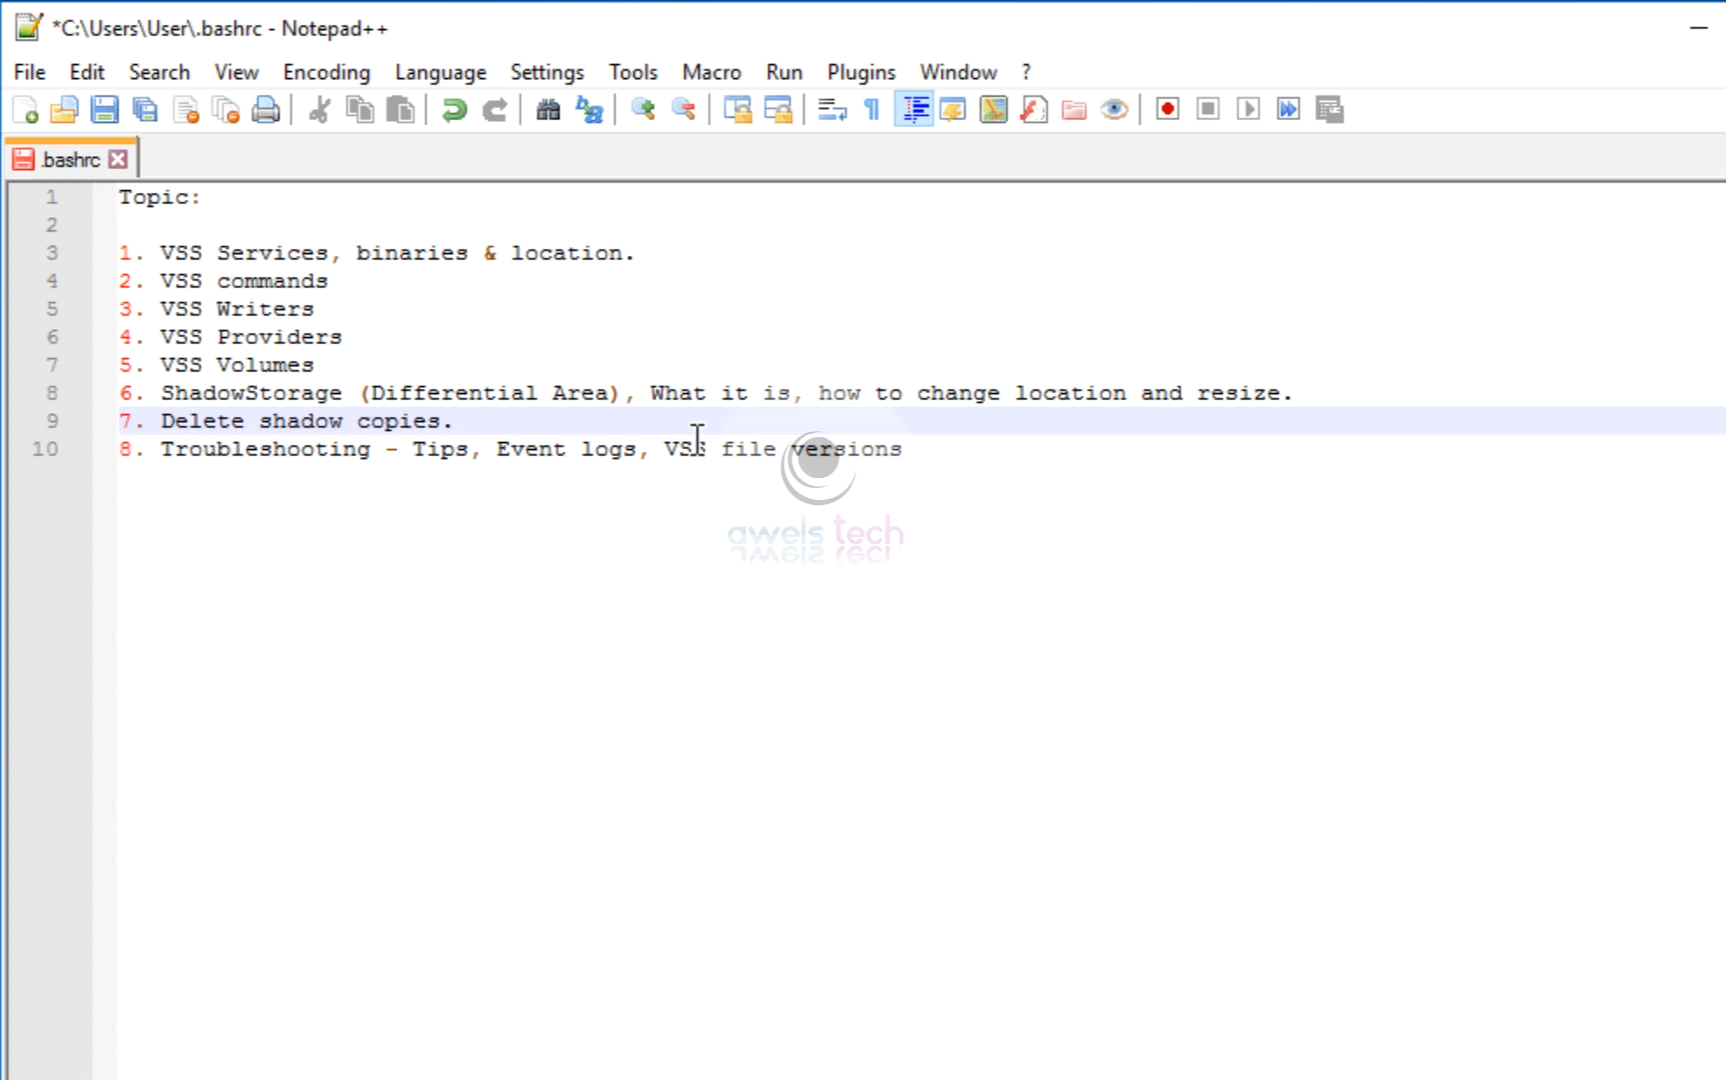 *C:\Users\User\.bashrc - Notepad++
File Edit Search View Encoding Language Settings Tools Macro Run Plugins Window ?
.bashrc
1 Topic:
2
3 1. VSS Services, binaries & location.
4 2. VSS commands
5 3. VSS Writers
6 4. VSS Providers
7 5. VSS Volumes
8 6. ShadowStorage (Differential Area), What it is, how to change location and resize.
9 7. Delete shadow copies.
10 8. Troubleshooting - Tips, Event logs, VSS file versions
qwels tech